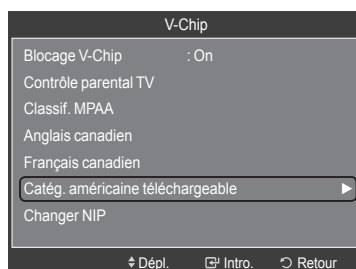 V-Chip
Blocage V-Chip : On
Contrôle parental TV
Classif. MPAA
Anglais canadien
Français canadien
Catég. américaine téléchargeable
Changer NIP
Dépl. Intro. Retour